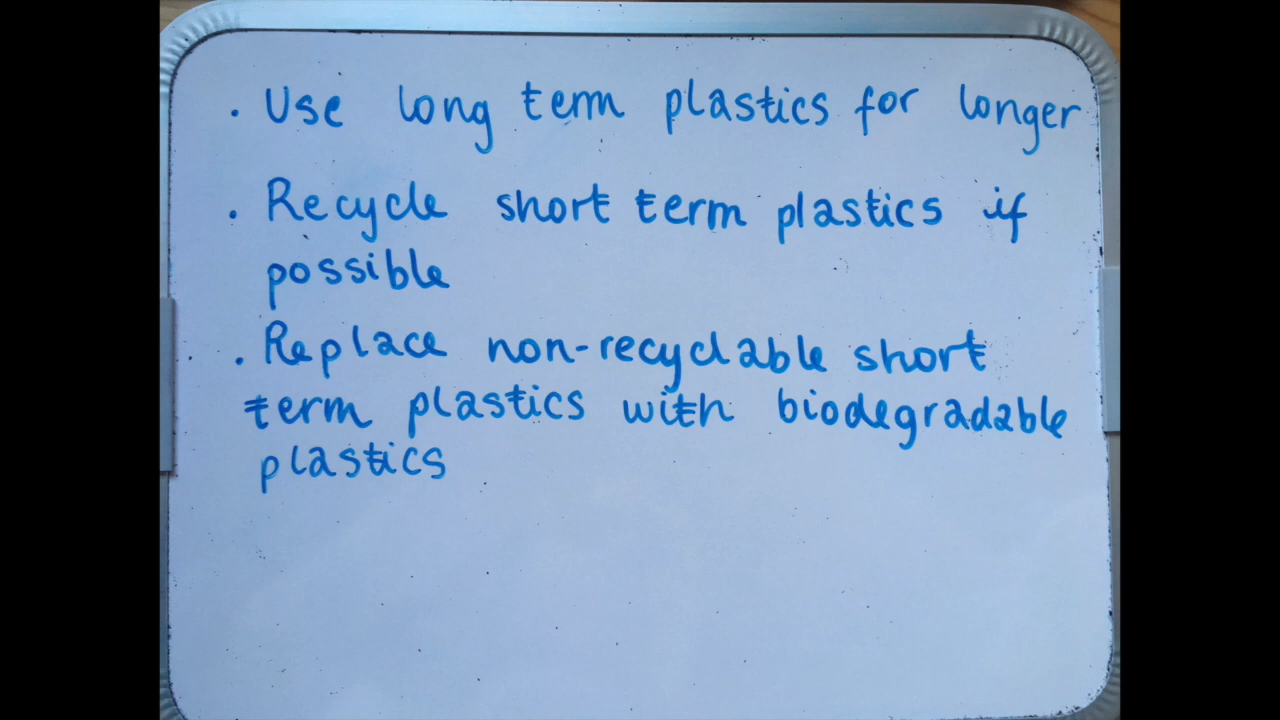 . Use long term plastics for longer
. Recycle short term plastics if
possible
. Replace non-recyclable short
term plastics with biodegradable
plastics